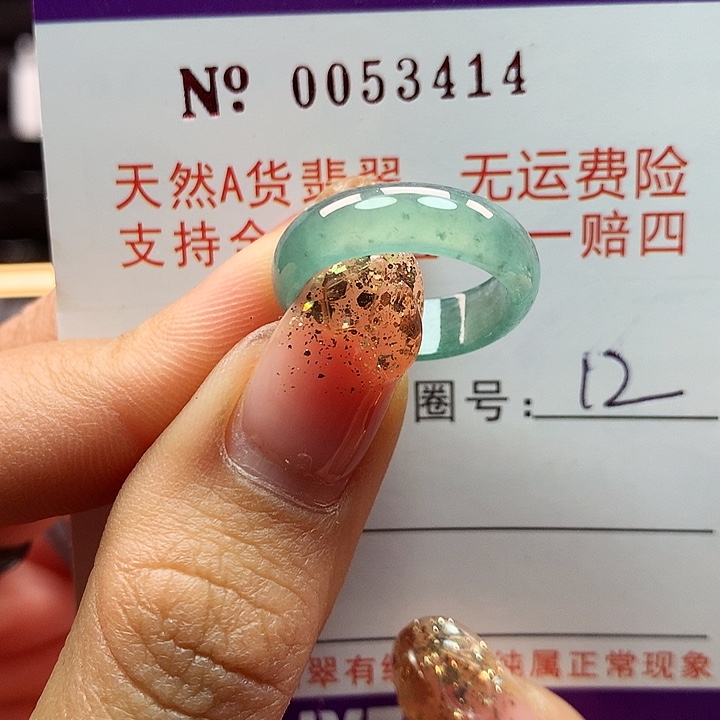 № 0053414
天然A货翡翠 无运费险
支持 一赔四
圈号: 12
翠有 纯属正常现象